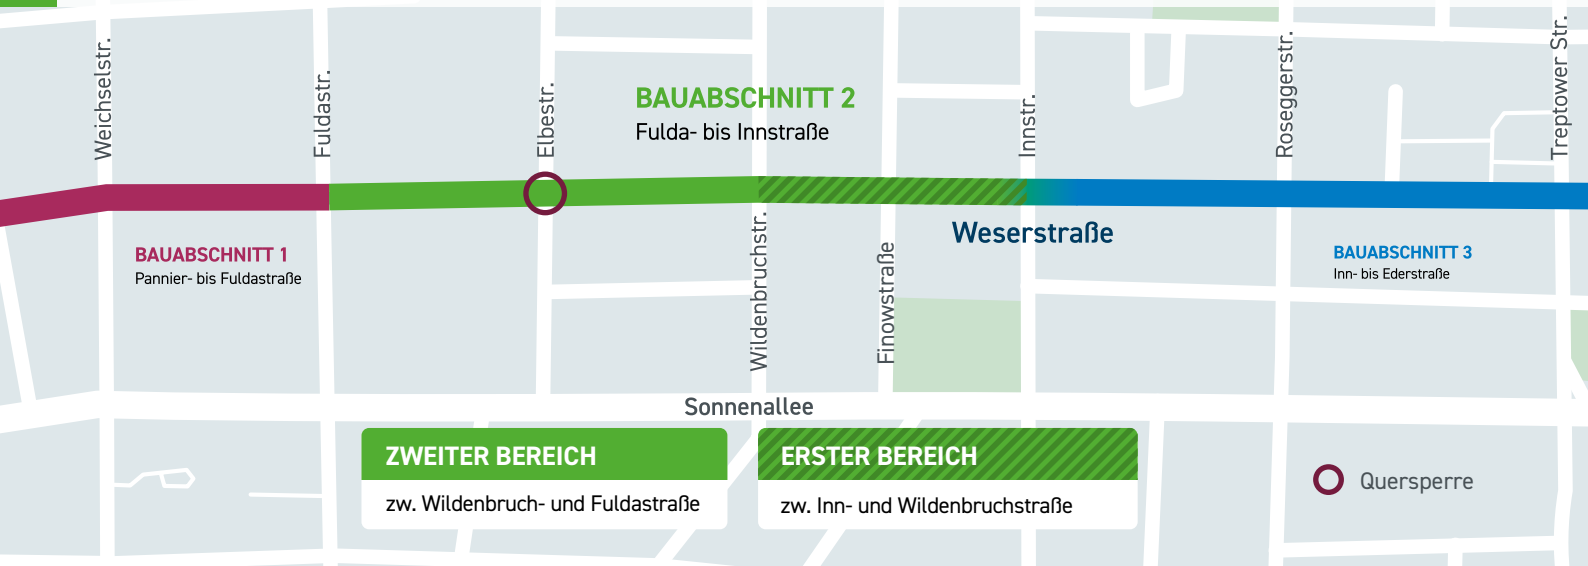 Weichselstr.
Fuldastr.
Elbestr.
BAUABSCHNITT 2
Fulda- bis Innstraße
Innstr.
Roseggerstr.
Treptower Str.
BAUABSCHNITT 1
Pannier- bis Fuldastraße
Wildenbruchstr.
Finowstraße
Weserstraße
BAUABSCHNITT 3
Inn- bis Ederstraße
Sonnenallee
ZWEITER BEREICH
zw. Wildenbruch- und Fuldastraße
ERSTER BEREICH
zw. Inn- und Wildenbruchstraße
Quersperre